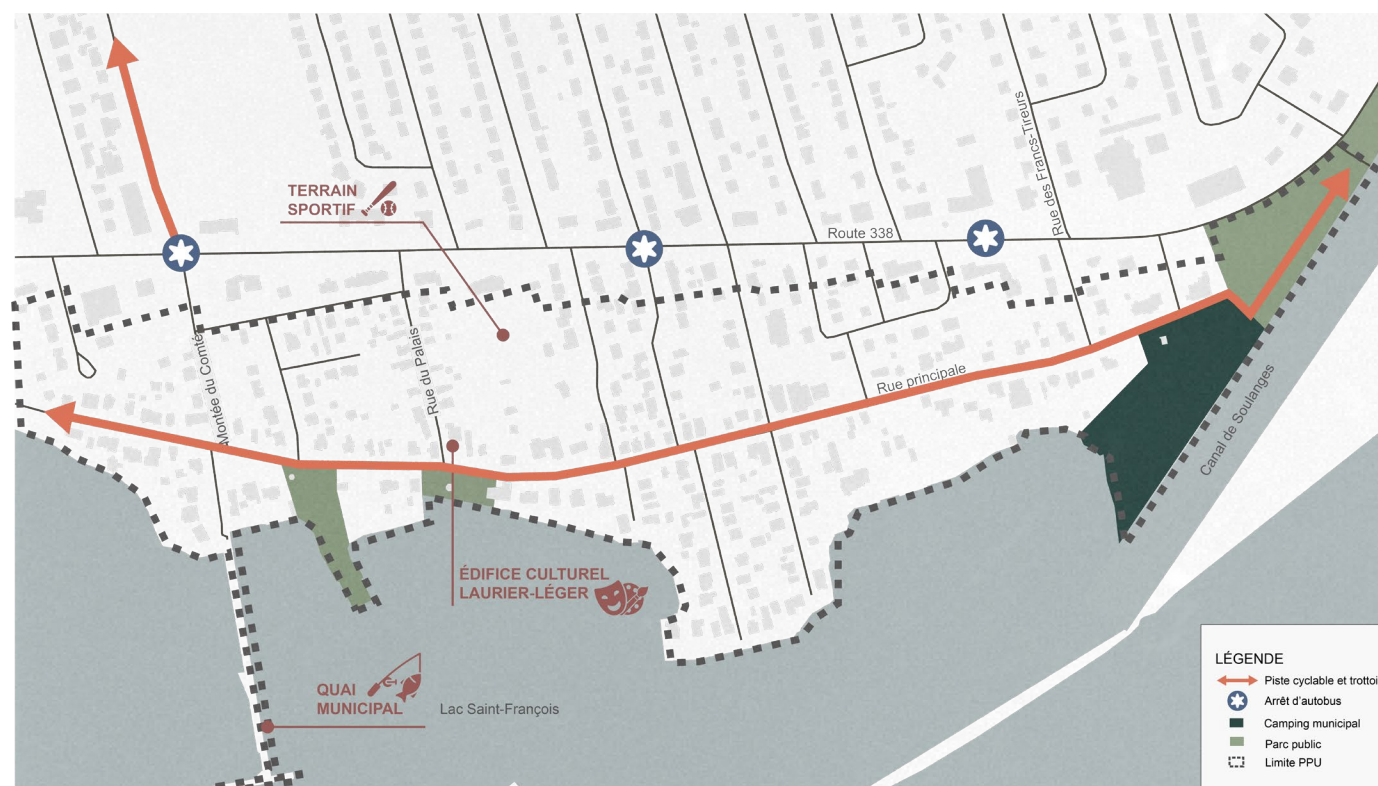 TERRAIN
SPORTIF
Route 338
Rue des Francs-Tireurs
Montée du Comté
Rue du Palais
Rue principale
Canal de Soulanges
ÉDIFICE CULTUREL
LAURIER-LÉGER
QUAI
MUNICIPAL
Lac Saint-François
LÉGENDE
Piste cyclable et trottoi
Arrêt d'autobus
Camping municipal
Parc public
Limite PPU